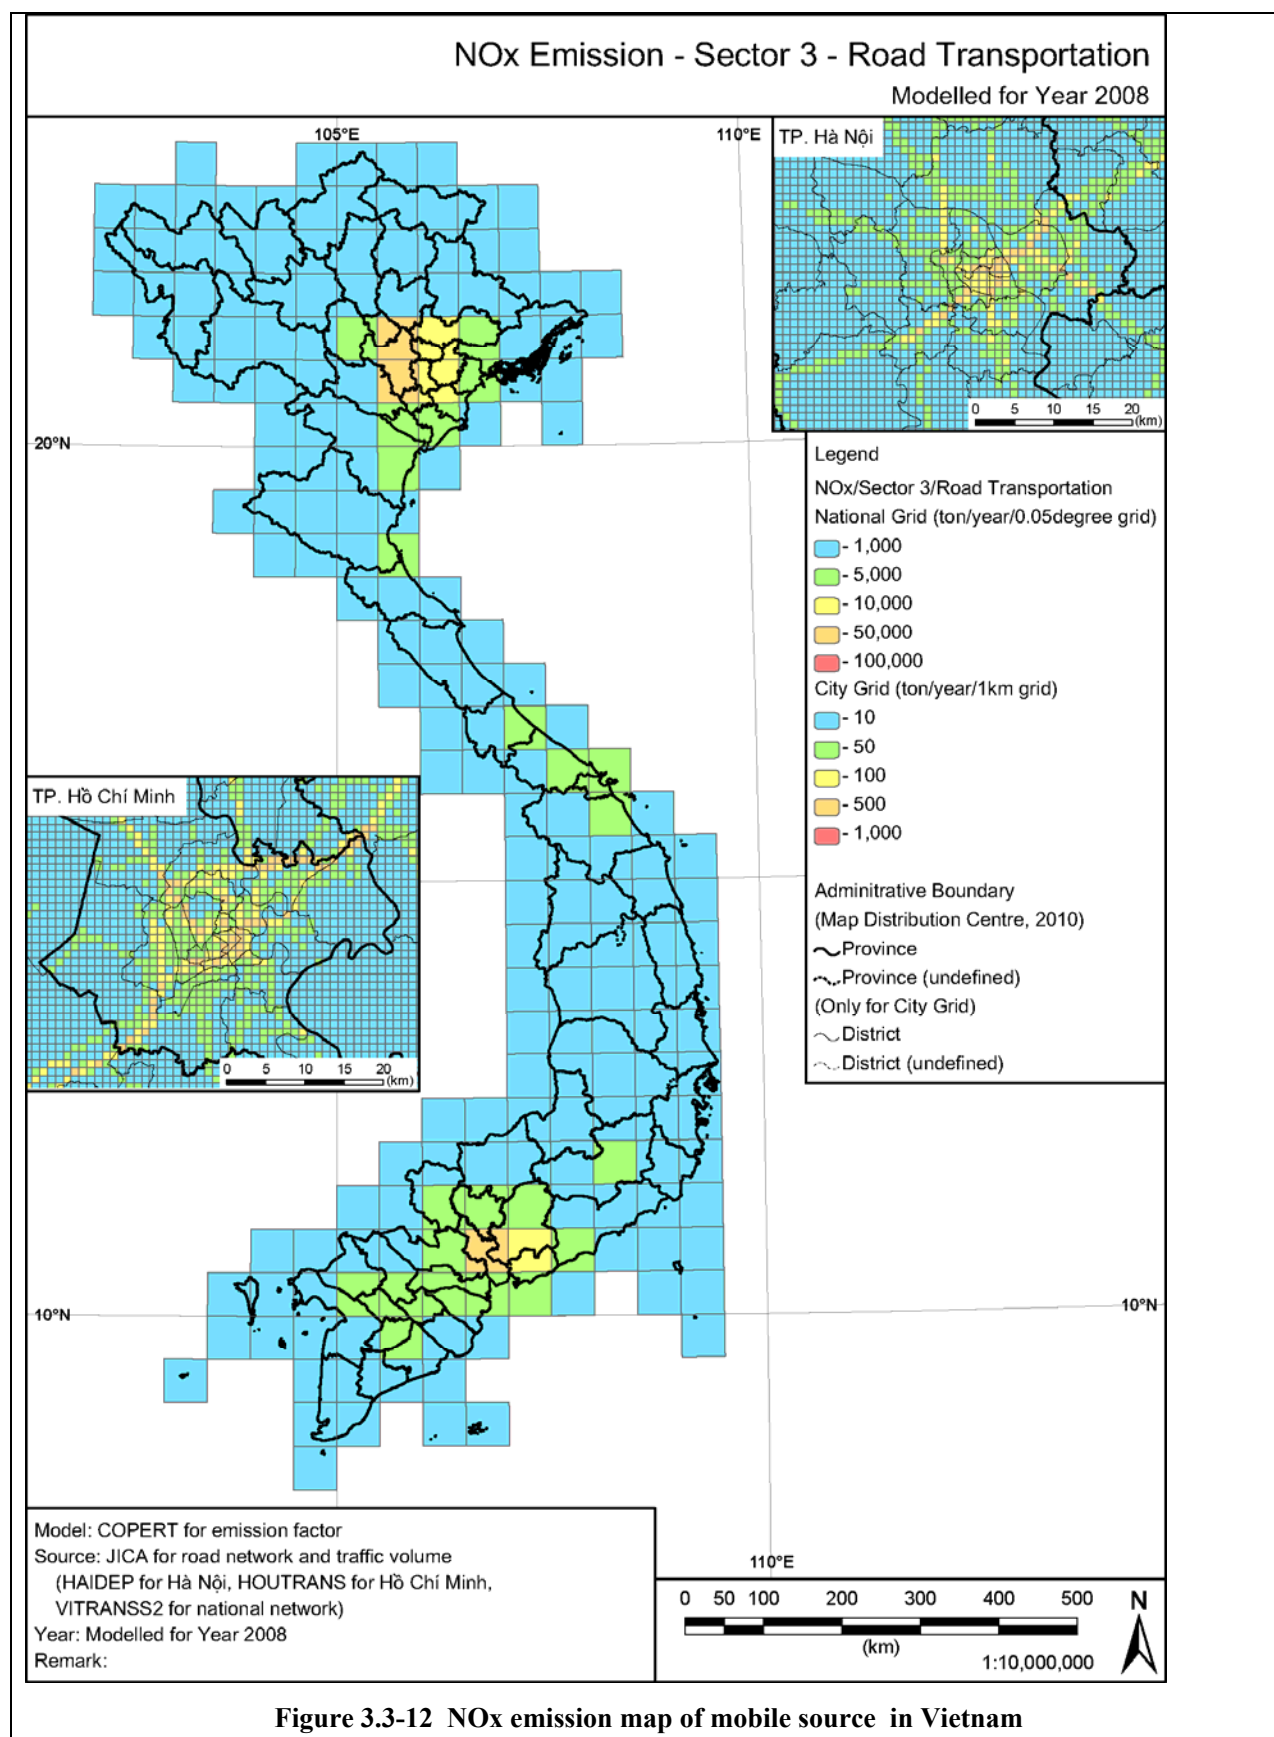 NOx Emission - Sector 3 - Road Transportation
Modelled for Year 2008
105°E
110°E
TP. Hà Nội
0 5 10 15 20
(km)
20°N
Legend
NOx/Sector 3/Road Transportation
National Grid (ton/year/0.05degree grid)
- 1,000
- 5,000
- 10,000
- 50,000
- 100,000
City Grid (ton/year/1km grid)
- 10
- 50
- 100
- 500
- 1,000
Adminitrative Boundary
(Map Distribution Centre, 2010)
Province
Province (undefined)
(Only for City Grid)
District
District (undefined)
TP. Hồ Chí Minh
0 5 10 15 20
(km)
10°N
10°N
Model: COPERT for emission factor
Source: JICA for road network and traffic volume
(HAIDEP for Hà Nội, HOUTRANS for Hồ Chí Minh,
VITRANSS2 for national network)
Year: Modelled for Year 2008
Remark:
110°E
0 50 100 200 300 400 500
(km)
N
1:10,000,000
Figure 3.3-12 NOx emission map of mobile source in Vietnam